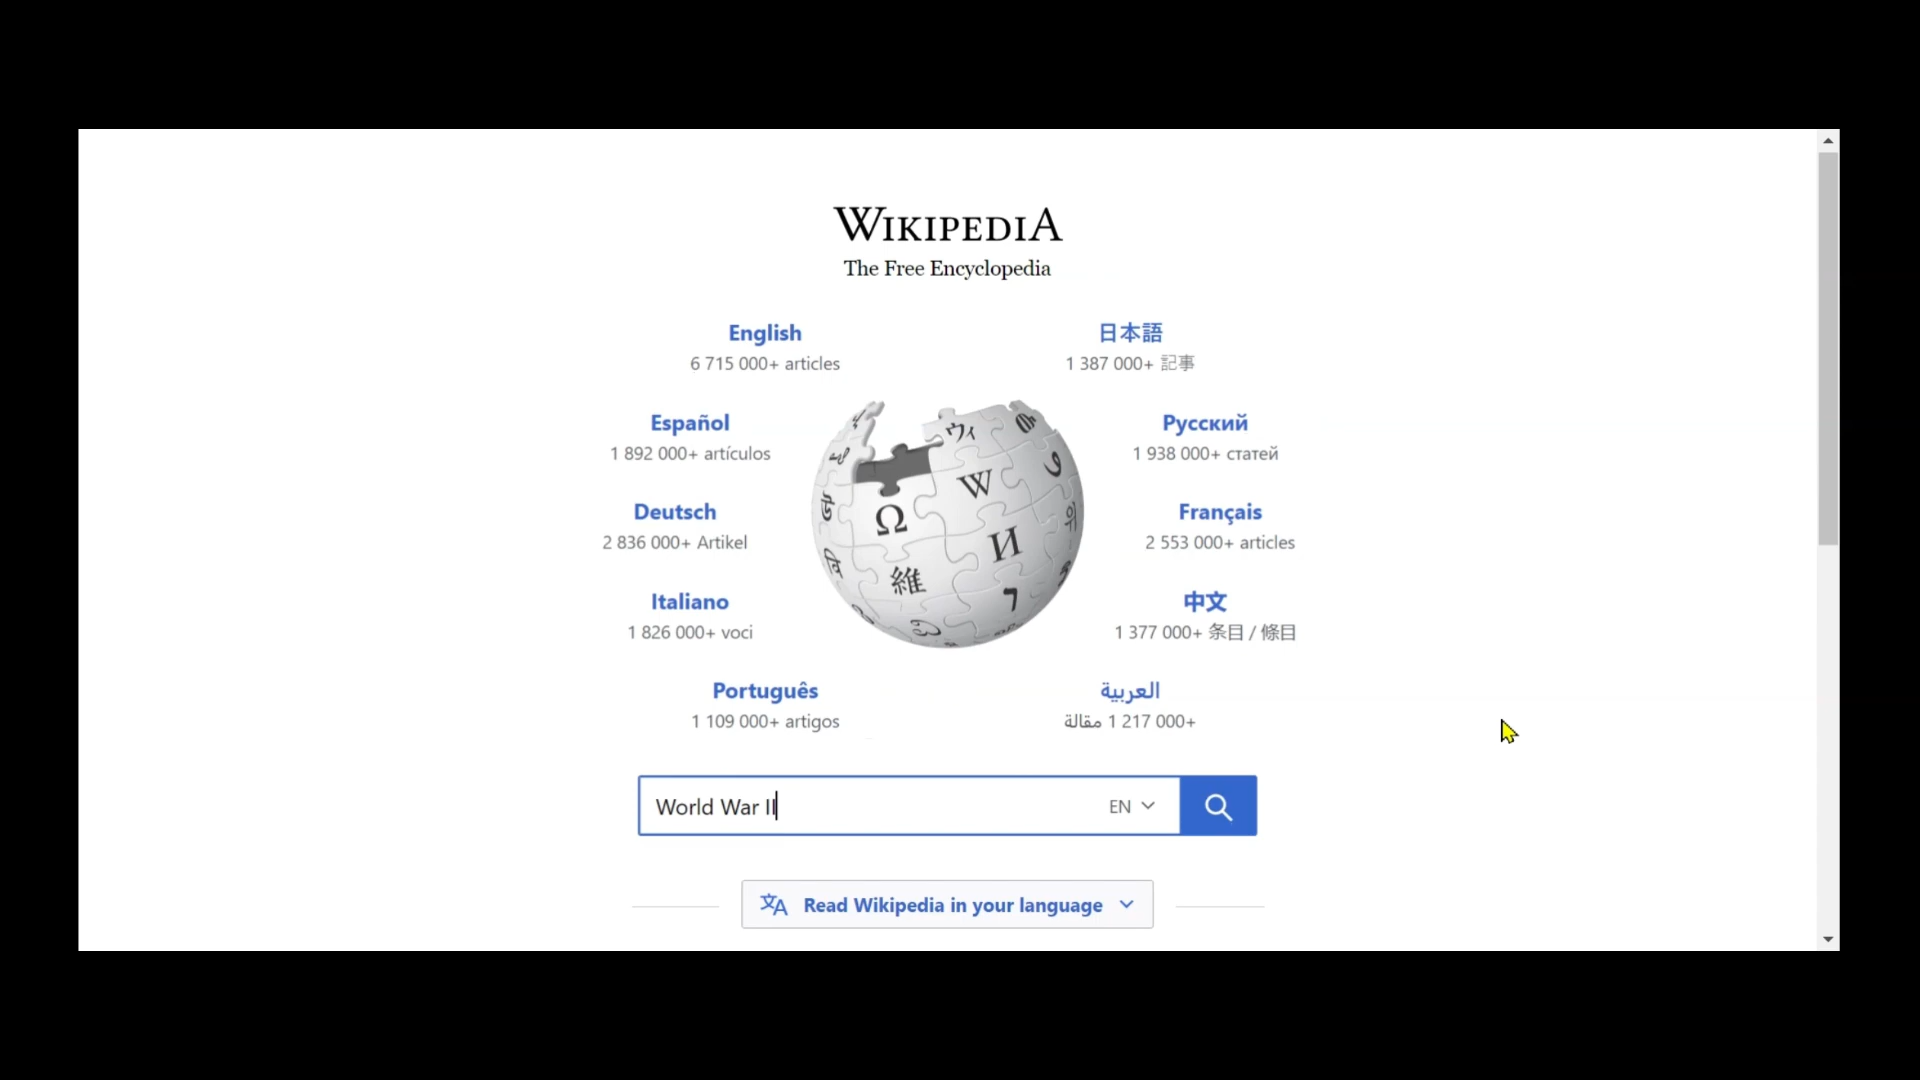 WIKIPEDIA
The Free Encyclopedia
English
6 715 000+ articles
日本語
1 387 000+ 記事
Español
1 892 000+ artículos
Русский
1 938 000+ статей
Deutsch
2 836 000+ Artikel
Français
2 553 000+ articles
Italiano
1 826 000+ voci
中文
1 377 000+ 条目 / 條目
Português
1 109 000+ artigos
العربية
1 217 000+ مقالة
Ω
W
И
維
ウィ
World War II
EN
Read Wikipedia in your language